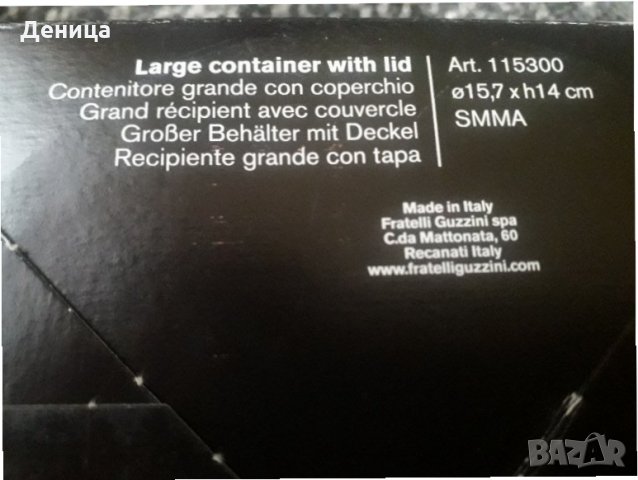 Деница
Large container with lid
Contenitore grande con coperchio
Grand récipient avec couvercle
Großer Behälter mit Deckel
Recipiente grande con tapa
Art. 115300
ø15,7 x h14 cm
SMMA
Made in Italy
Fratelli Guzzini spa
C.da Mattonata, 60
Recanati Italy
www.fratelliguzzini.com
BAZAR